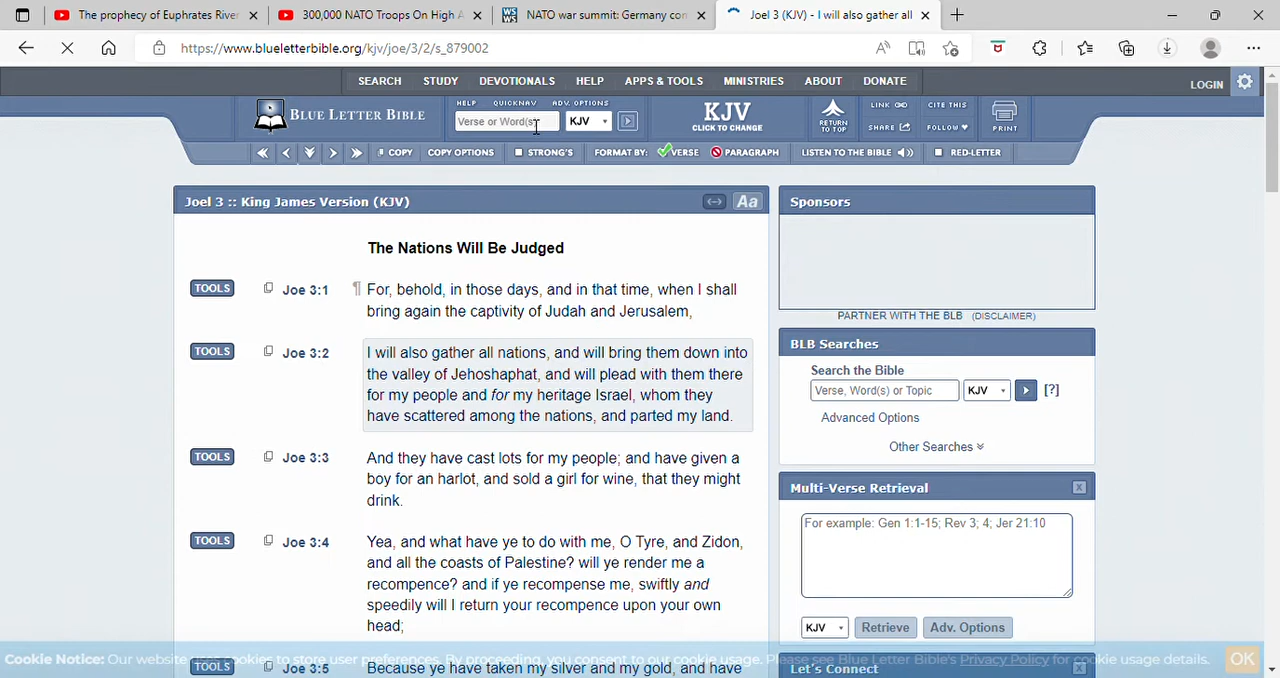 The prophecy of Euphrates River
300,000 NATO Troops On High A
NATO war summit: Germany con
Joel 3 (KJV) - I will also gather all
https://www.blueletterbible.org/kjv/joe/3/2/s_879002
SEARCH STUDY DEVOTIONALS HELP APPS & TOOLS MINISTRIES ABOUT DONATE
LOGIN
BLUE LETTER BIBLE
HELP QUICKNAV ADV. OPTIONS
Verse or Word(s) KJV
KJV
CLICK TO CHANGE
RETURN
TO TOP
LINK CITE THIS
SHARE FOLLOW
PRINT
COPY COPY OPTIONS STRONG'S FORMAT BY: VERSE PARAGRAPH LISTEN TO THE BIBLE RED-LETTER
Joel 3 :: King James Version (KJV)
Aa
The Nations Will Be Judged
TOOLS Joe 3:1 ¶ For, behold, in those days, and in that time, when I shall
bring again the captivity of Judah and Jerusalem,
TOOLS Joe 3:2 I will also gather all nations, and will bring them down into
the valley of Jehoshaphat, and will plead with them there
for my people and for my heritage Israel, whom they
have scattered among the nations, and parted my land.
TOOLS Joe 3:3 And they have cast lots for my people; and have given a
boy for an harlot, and sold a girl for wine, that they might
drink.
TOOLS Joe 3:4 Yea, and what have ye to do with me, O Tyre, and Zidon,
and all the coasts of Palestine? will ye render me a
recompence? and if ye recompense me, swiftly and
speedily will I return your recompence upon your own
head;
TOOLS Joe 3:5 Because ye have taken my silver and my gold, and have
Sponsors
PARTNER WITH THE BLB (DISCLAIMER)
BLB Searches
Search the Bible
Verse, Word(s) or Topic KJV [?]
Advanced Options
Other Searches
Multi-Verse Retrieval X
For example: Gen 1:1-15; Rev 3; 4; Jer 21:10
KJV Retrieve Adv. Options
Let's Connect X
Cookie Notice: Our website uses cookies to store user preferences. By proceeding, you consent to our cookie usage. Please see Blue Letter Bible's Privacy Policy for cookie usage details. OK